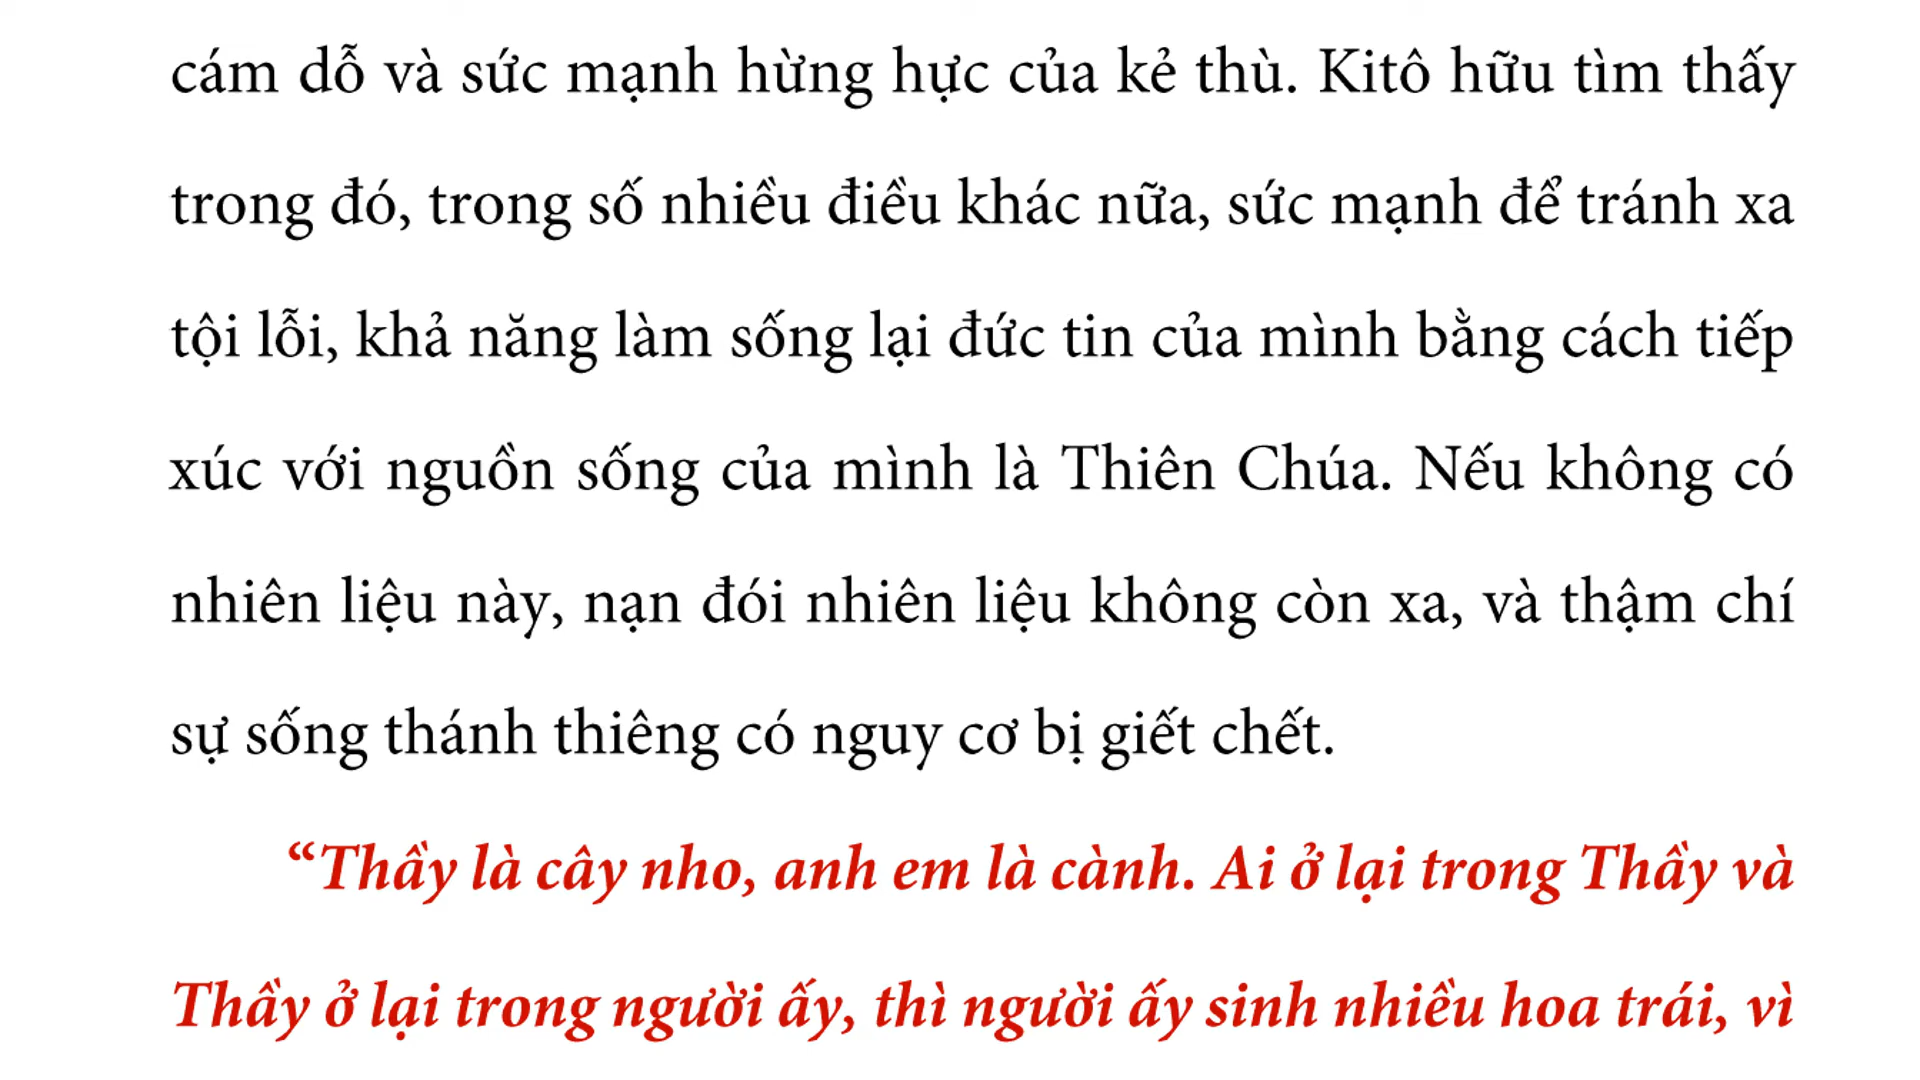 cám dỗ và sức mạnh hừng hực của kẻ thù. Kitô hữu tìm thấy
trong đó, trong số nhiều điều khác nữa, sức mạnh để tránh xa
tội lỗi, khả năng làm sống lại đức tin của mình bằng cách tiếp
xúc với nguồn sống của mình là Thiên Chúa. Nếu không có
nhiên liệu này, nạn đói nhiên liệu không còn xa, và thậm chí
sự sống thánh thiêng có nguy cơ bị giết chết.
“Thầy là cây nho, anh em là cành. Ai ở lại trong Thầy và
Thầy ở lại trong người ấy, thì người ấy sinh nhiều hoa trái, vì